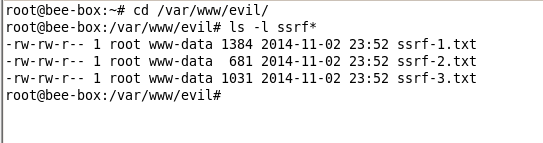 root@bee-box:~# cd /var/www/evil/
root@bee-box:/var/www/evil# ls -l ssrf*
-rw-rw-r-- 1 root www-data 1384 2014-11-02 23:52 ssrf-1.txt
-rw-rw-r-- 1 root www-data  681 2014-11-02 23:52 ssrf-2.txt
-rw-rw-r-- 1 root www-data 1031 2014-11-02 23:52 ssrf-3.txt
root@bee-box:/var/www/evil#